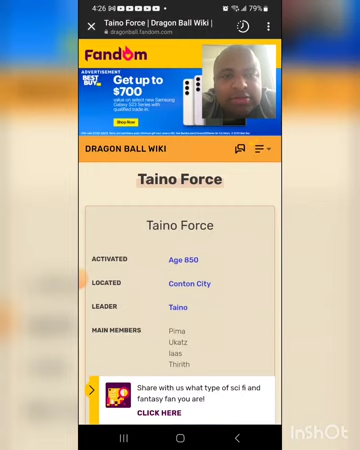 4:26
79%
Taino Force | Dragon Ball Wiki |
dragonball.fandom.com
Fandom
ADVERTISEMENT
BEST BUY
Get up to
$700
value on select new Samsung
Galaxy S23 Series with
qualified trade-in.
Shop Now
DRAGON BALL WIKI
Taino Force
Taino Force
ACTIVATED Age 850
LOCATED Conton City
LEADER Taino
MAIN MEMBERS Pima
Ukatz
Iaas
Thirith
Share with us what type of sci fi and
fantasy fan you are!
CLICK HERE
InShOt